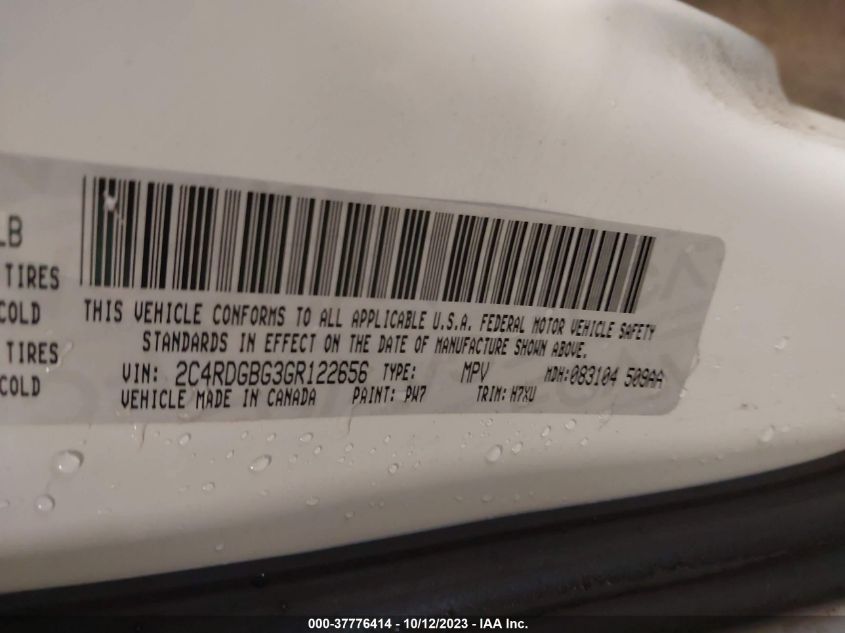 LB
TIRES
COLD
TIRES
COLD
THIS VEHICLE CONFORMS TO ALL APPLICABLE U.S.A. FEDERAL MOTOR VEHICLE SAFETY
STANDARDS IN EFFECT ON THE DATE OF MANUFACTURE SHOWN ABOVE.
VIN: 2C4RDGBG3GR122656 TYPE: MPV MDH:083104 509AA
VEHICLE MADE IN CANADA PAINT: PW7 TRIM: H7XU
000-37776414 - 10/12/2023 - IAA Inc.